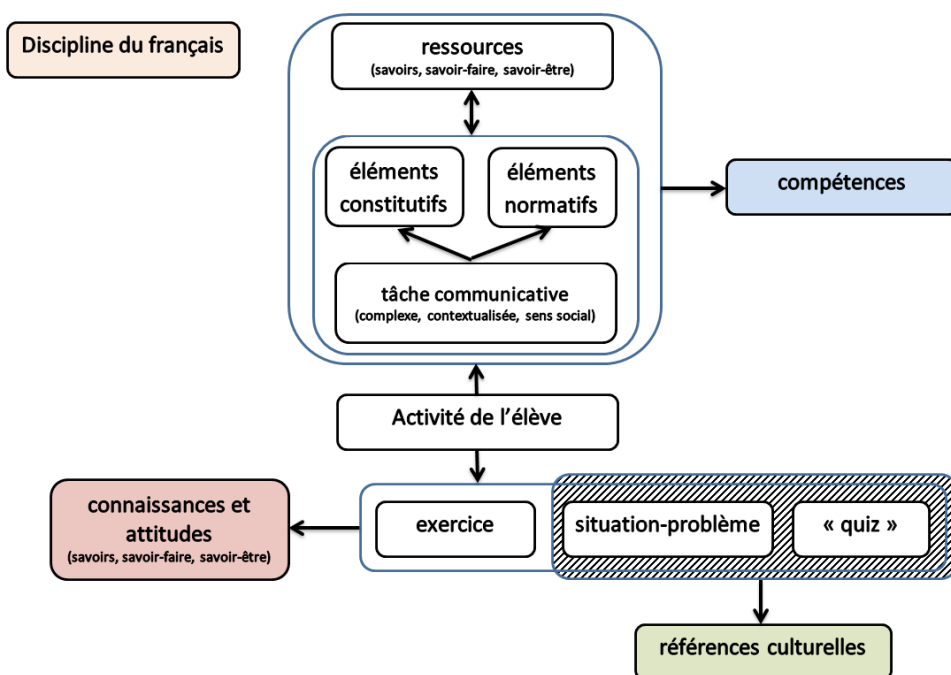 Discipline du français
ressources
(savoirs, savoir-faire, savoir-être)
éléments
constitutifs
éléments
normatifs
compétences
tâche communicative
(complexe, contextualisée, sens social)
Activité de l'élève
connaissances et
attitudes
(savoirs, savoir-faire, savoir-être)
exercice
situation-problème
« quiz »
références culturelles